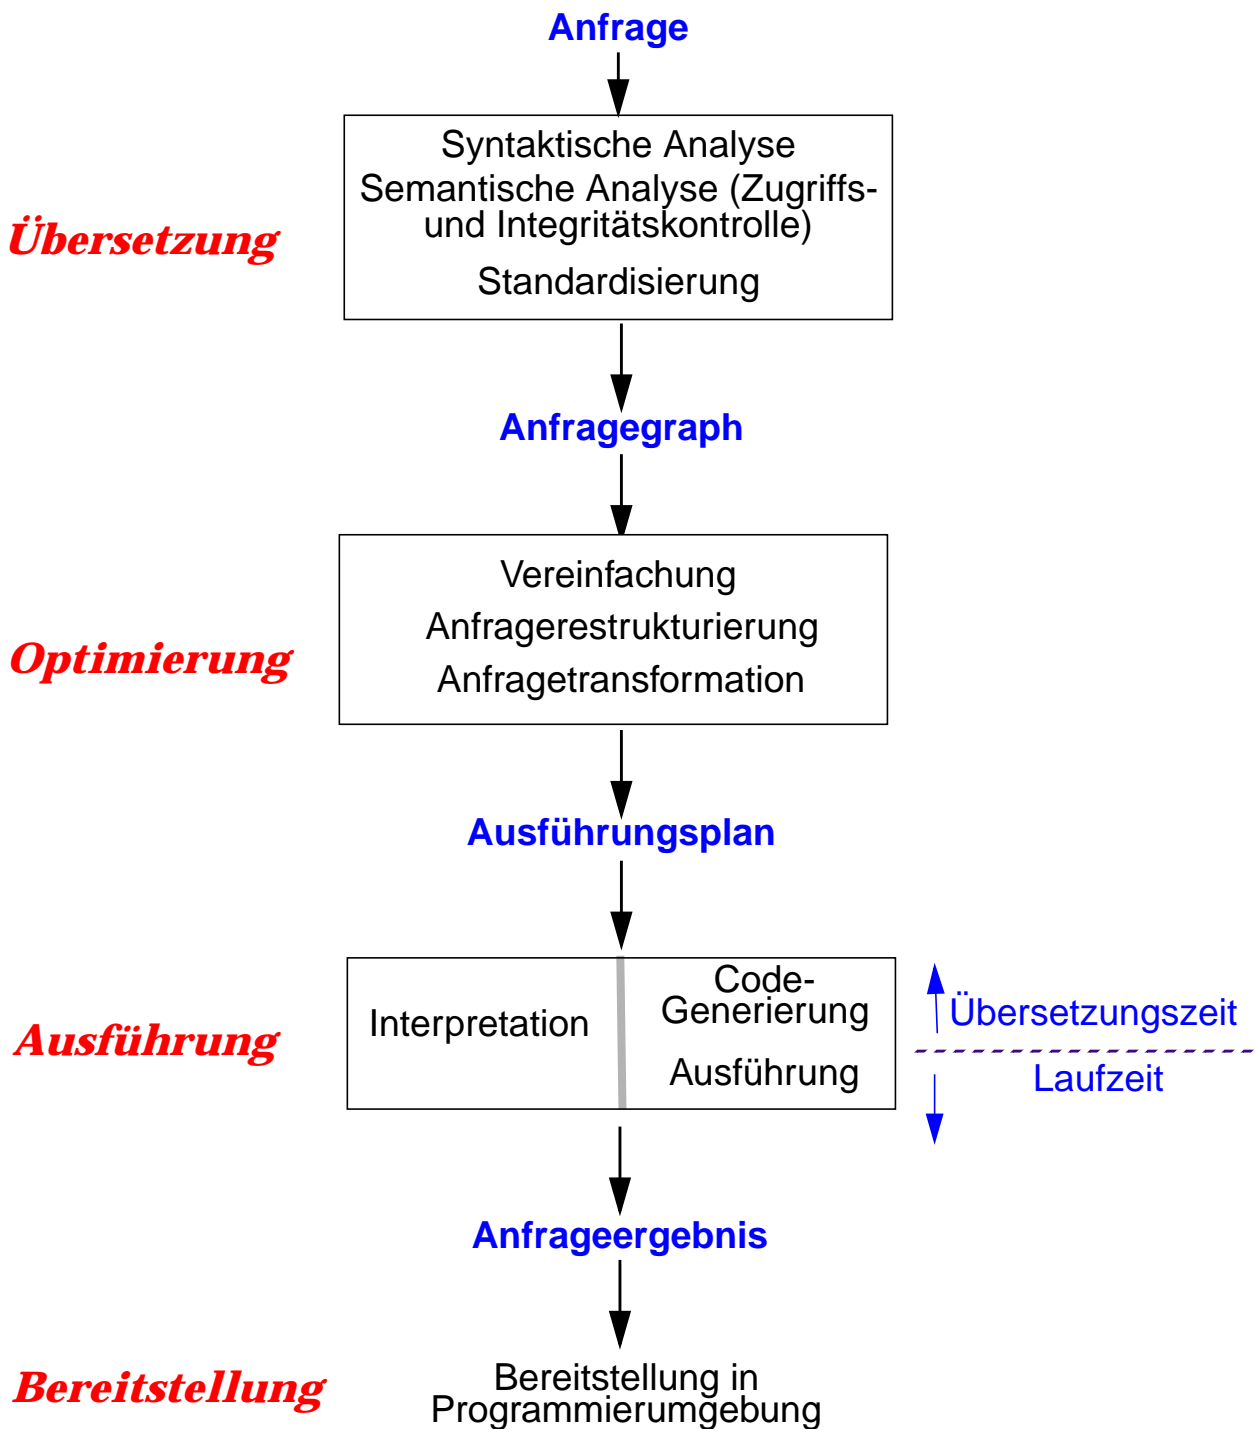 Anfrage
Syntaktische Analyse
Semantische Analyse (Zugriffs-
und Integritätskontrolle)
Übersetzung
Standardisierung
Anfragegraph
Vereinfachung
Anfragerestrukturierung
Optimierung
Anfragetransformation
Ausführungsplan
Code-
Generierung
Interpretation
Übersetzungszeit
Ausführung
Ausführung
Laufzeit
Anfrageergebnis
Bereitstellung
Bereitstellung in
Programmierumgebung